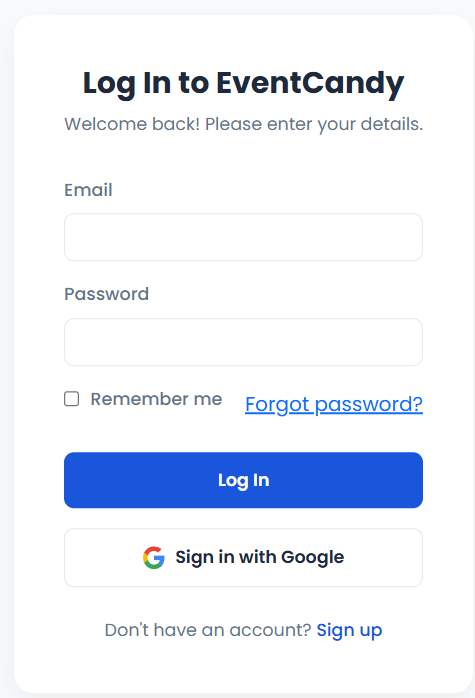 Log In to EventCandy
Welcome back! Please enter your details.
Email
Password
Remember me Forgot password?
Log In
Sign in with Google
Don't have an account? Sign up